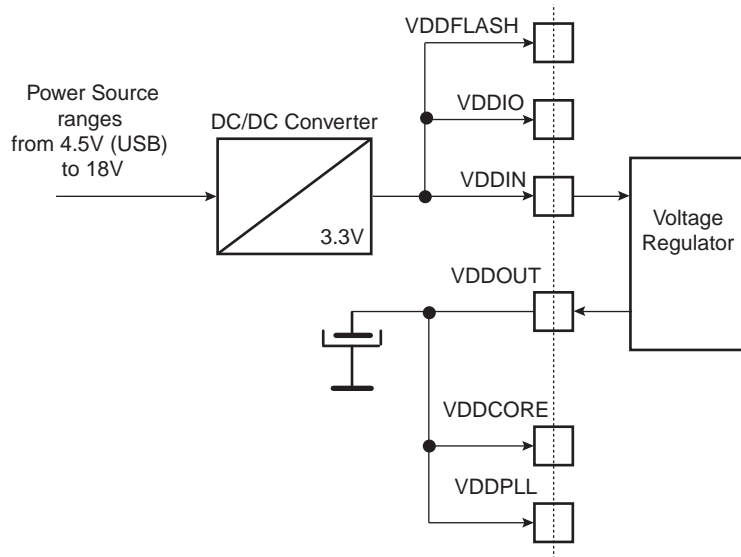 VDDFLASH
Power Source
ranges
from 4.5V (USB)
to 18V
DC/DC Converter
3.3V
VDDIO
VDDIN
Voltage
Regulator
VDDOUT
VDDCORE
VDDPLL